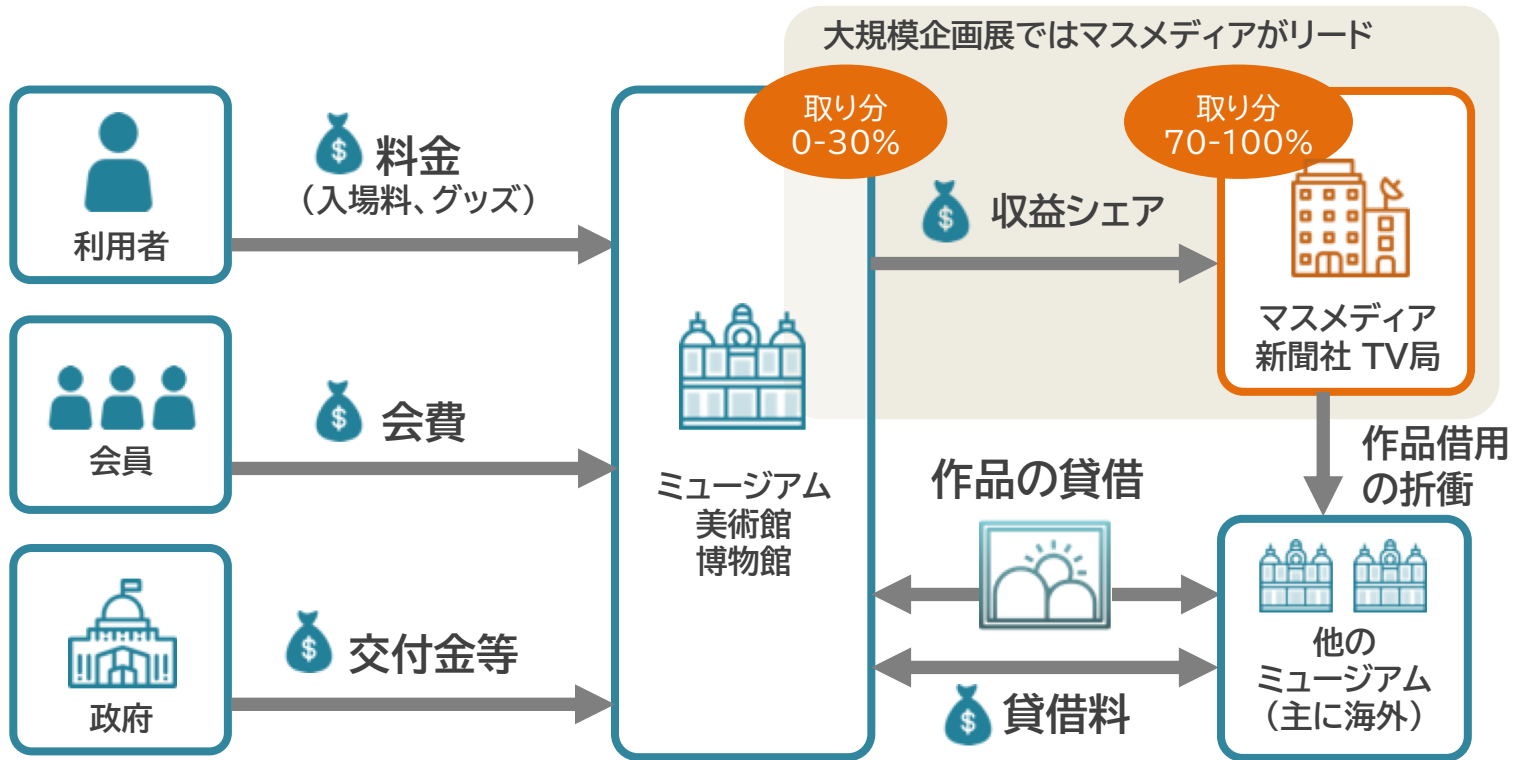 大規模企画展ではマスメディアがリード
取り分
0-30%
取り分
70-100%
料金
（入場料、グッズ）
利用者
収益シェア
マスメディア
新聞社 TV局
会費
会員
ミュージアム
美術館
博物館
作品の貸借
作品借用
の折衝
交付金等
政府
貸借料
他の
ミュージアム
（主に海外）